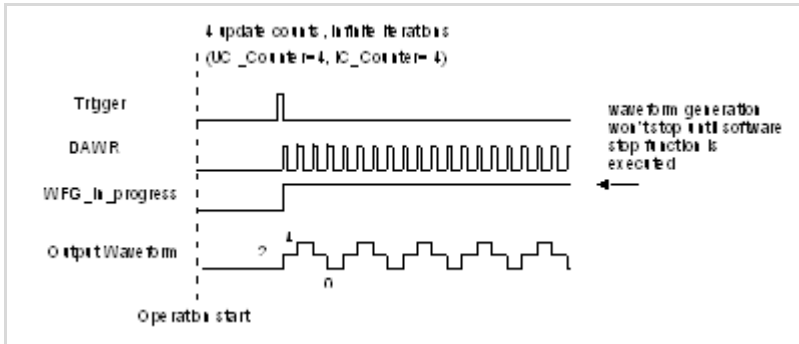 4 update counts, infinite iterations
(UC_Counter=4, IC_Counter=4)
Trigger
DAWR
WFG_in_progress
Output Waveform
2
4
0
Operation start
waveform generation
won't stop until software
stop function is
executed